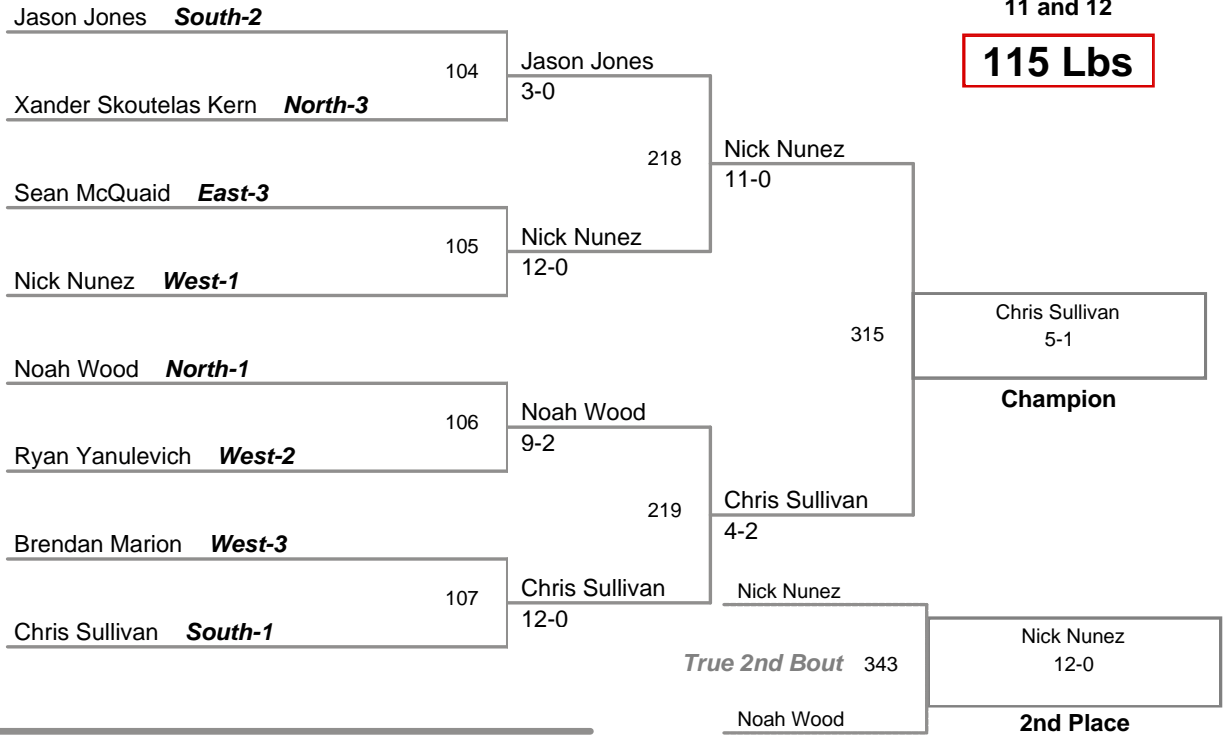 11 and 12
115 Lbs
Jason Jones South-2
104
Xander Skoutelas Kern North-3
Jason Jones
3-0
218
Sean McQuaid East-3
105
Nick Nunez West-1
Nick Nunez
12-0
Nick Nunez
11-0
315
Noah Wood North-1
106
Ryan Yanulevich West-2
Noah Wood
9-2
219
Brendan Marion West-3
107
Chris Sullivan South-1
Chris Sullivan
12-0
Chris Sullivan
4-2
Chris Sullivan
5-1
Champion
Nick Nunez
True 2nd Bout 343
Noah Wood
Nick Nunez
12-0
2nd Place